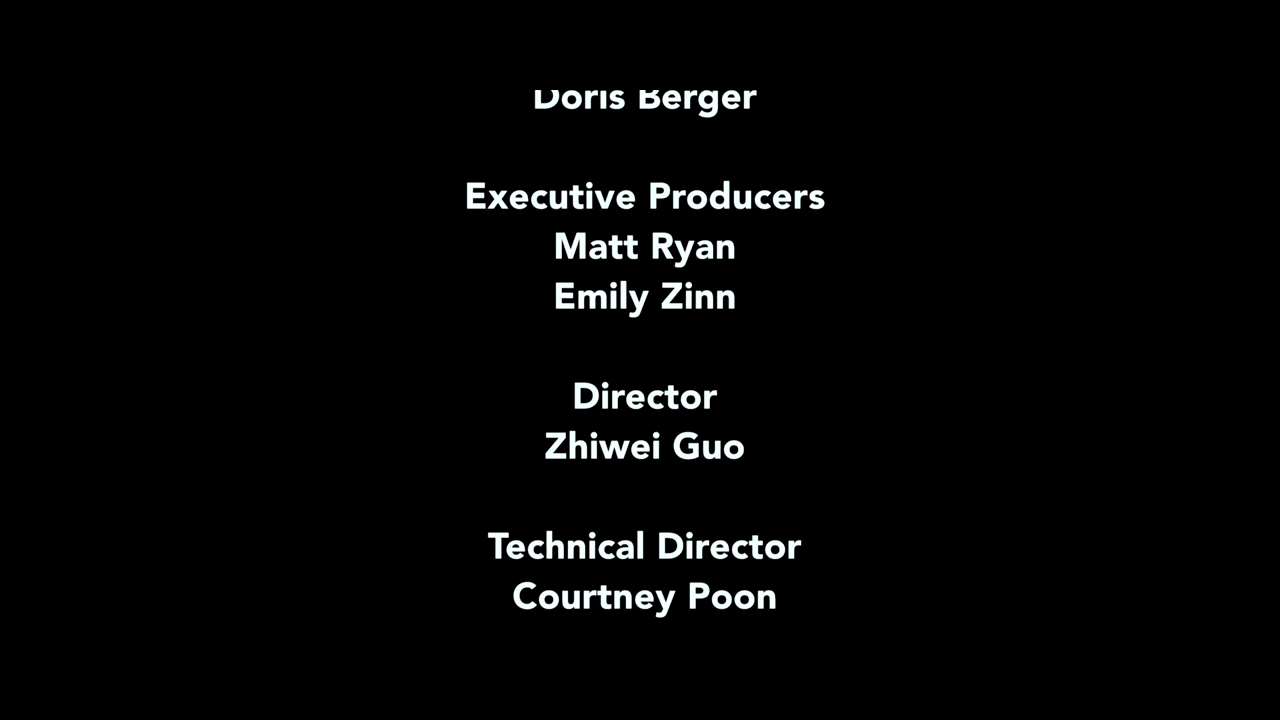 Doris Berger
Executive Producers
Matt Ryan
Emily Zinn
Director
Zhiwei Guo
Technical Director
Courtney Poon